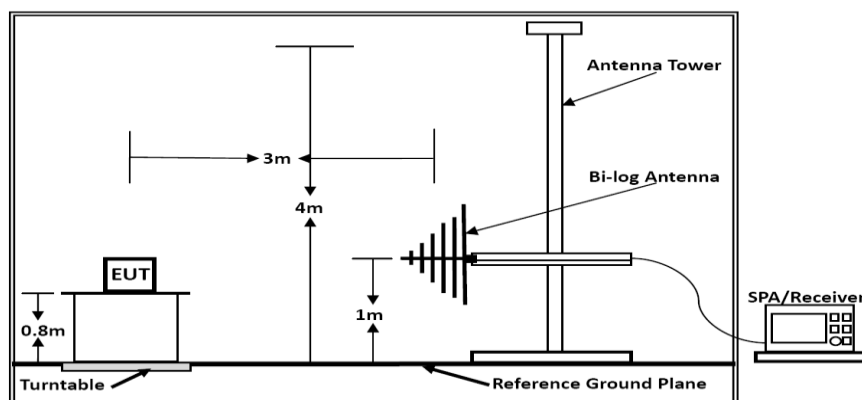 Antenna Tower
3m
Bi-log Antenna
4m
EUT
SPA/Receiver
0.8m
1m
Turntable
Reference Ground Plane